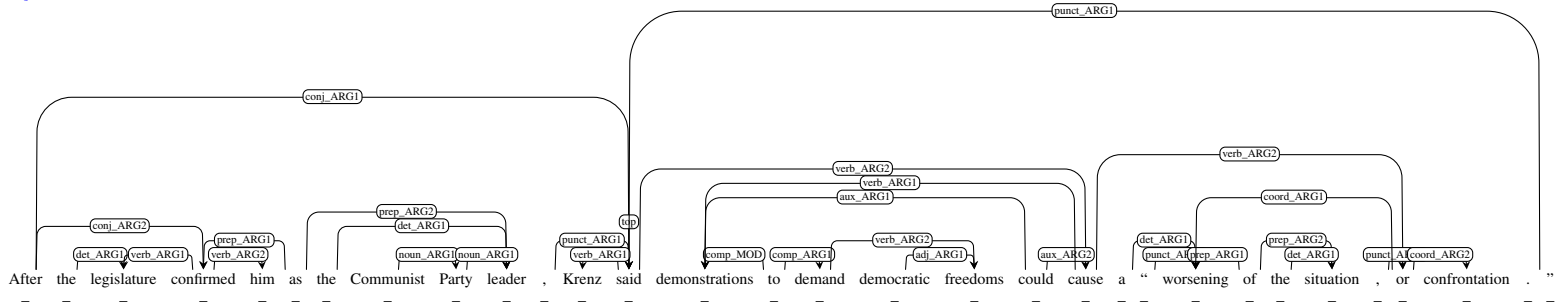 punct_ARG1
conj_ARG1
verb_ARG2
verb_ARG2
verb_ARG1
aux_ARG1 coord_ARG1
prep_ARG2
conj_ARG2 det_ARG1 top
prep_ARG1 punct_ARG1 verb_ARG2 det_ARG1 prep_ARG2
det_ARG1 verb_ARG1 verb_ARG2 noun_ARG1 noun_ARG1 verb_ARG1 comp_MOD comp_ARG1 adj_ARG1 aux_ARG2 prep_ARG1 det_ARG1 coord_ARG2
After the legislature confirmed him as the Communist Party leader , Krenz said demonstrations to demand democratic freedoms could cause a “ worsening of the situation , or confrontation . ”